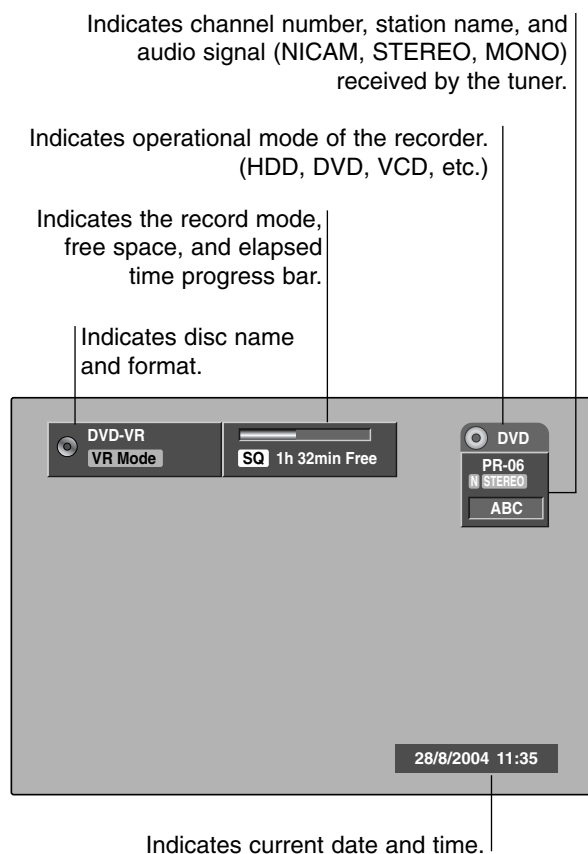 Indicates channel number, station name, and
audio signal (NICAM, STEREO, MONO)
received by the tuner.
Indicates operational mode of the recorder.
(HDD, DVD, VCD, etc.)
Indicates the record mode,
free space, and elapsed
time progress bar.
Indicates disc name
and format.
DVD-VR
VR Mode
SQ 1h 32min Free
DVD
PR-06
N STEREO
ABC
28/8/2004 11:35
Indicates current date and time.